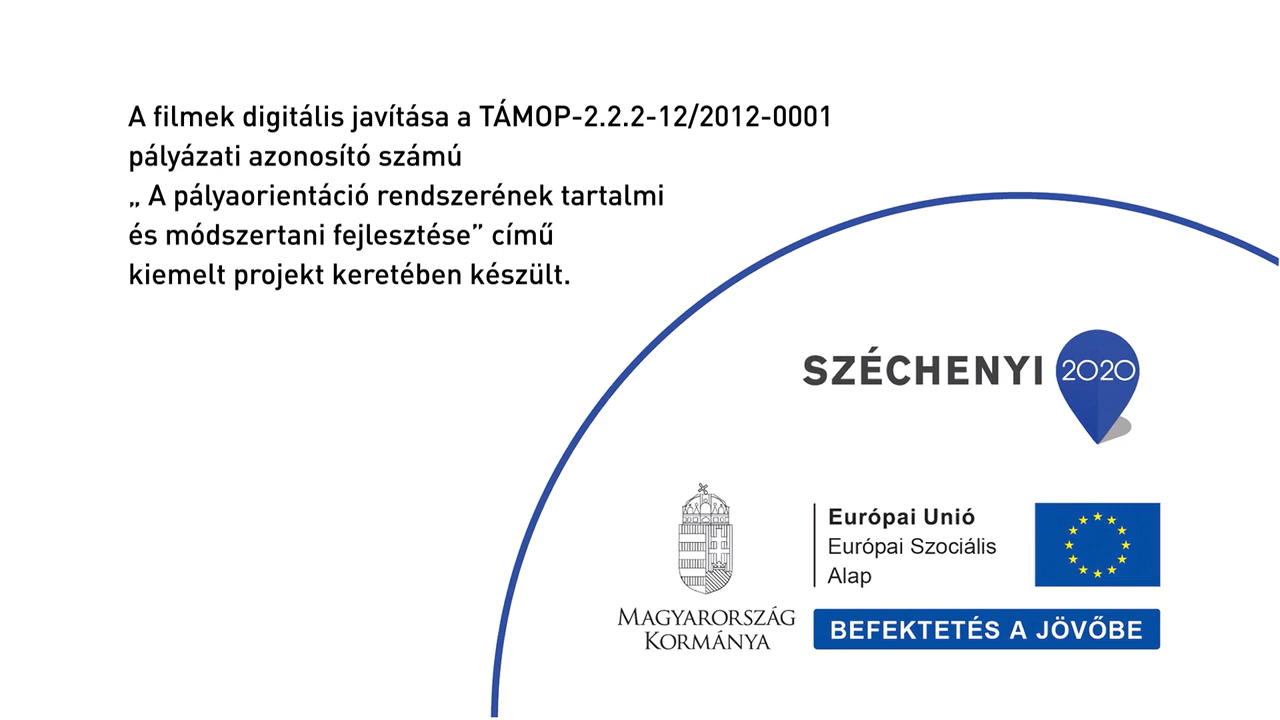 A filmek digitális javítása a TÁMOP-2.2.2-12/2012-0001
pályázati azonosító számú
„ A pályaorientáció rendszerének tartalmi
és módszertani fejlesztése” című
kiemelt projekt keretében készült.
SZÉCHENYI 2020
Európai Unió
Európai Szociális
Alap
MAGYARORSZÁG
KORMÁNYA
BEFEKTETÉS A JÖVŐBE